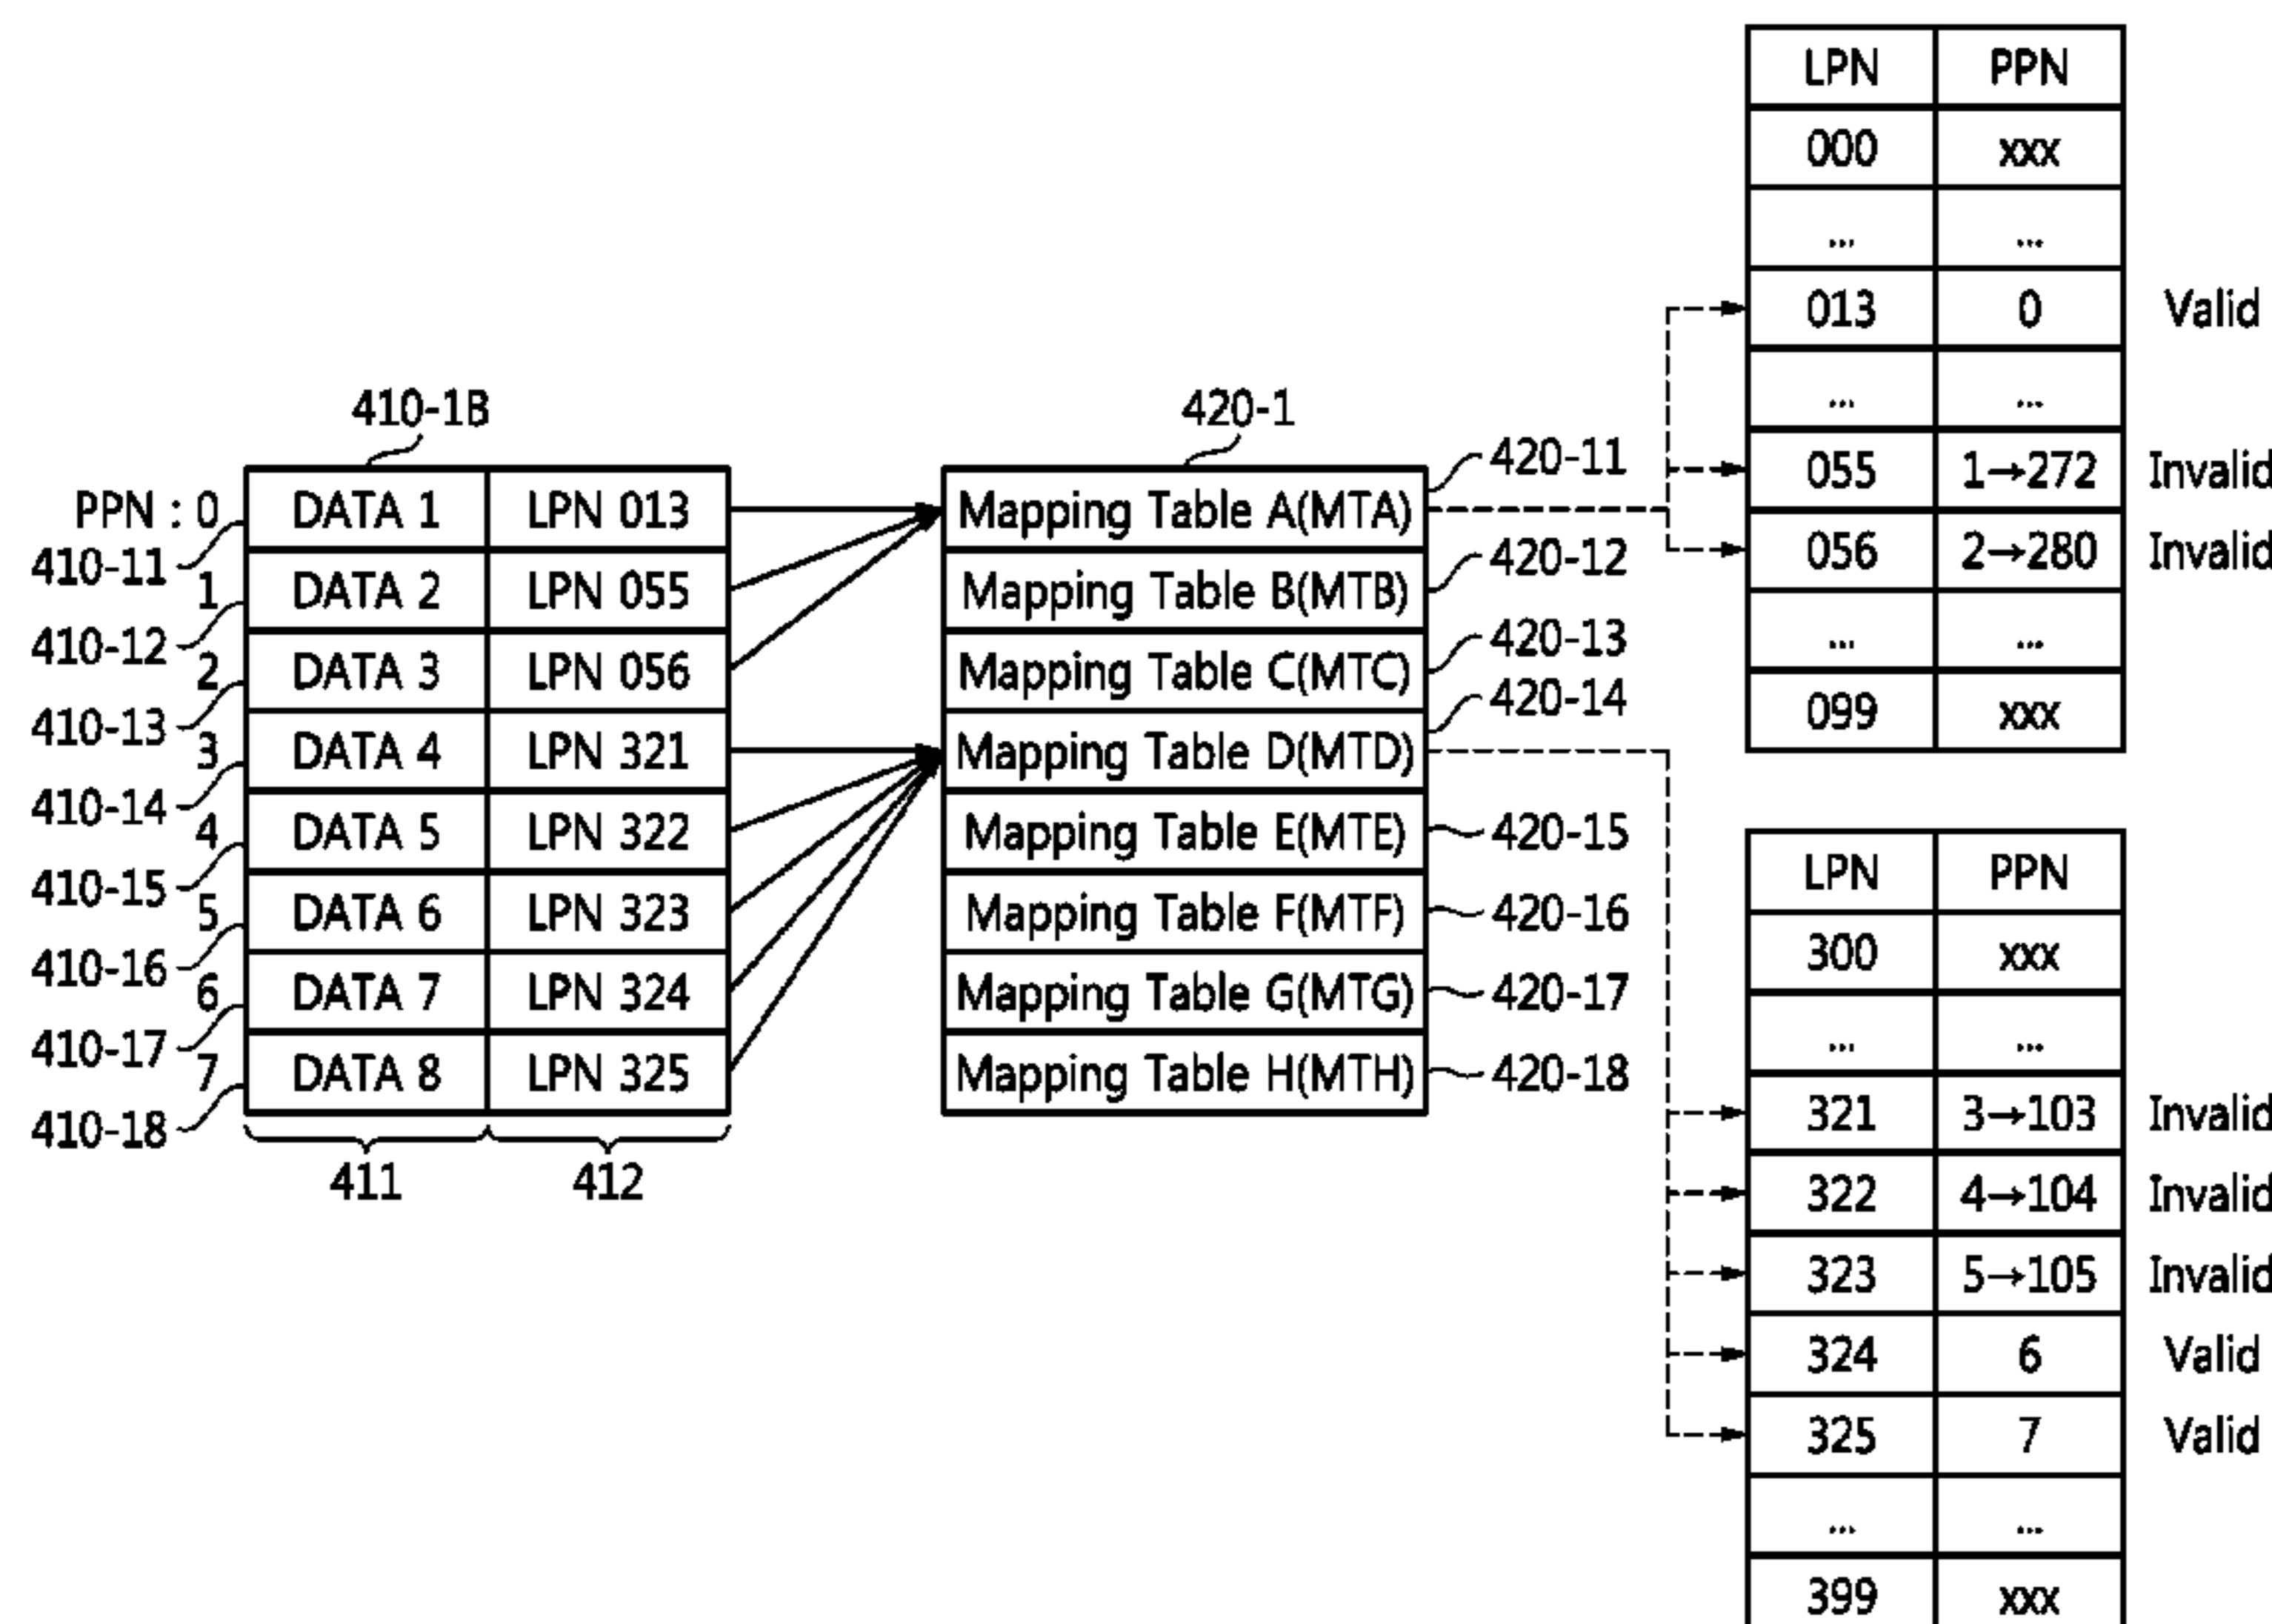 410-1B
PPN : 0 DATA 1 LPN 013
410-11
1 DATA 2 LPN 055
410-12
2 DATA 3 LPN 056
410-13
3 DATA 4 LPN 321
410-14
4 DATA 5 LPN 322
410-15
5 DATA 6 LPN 323
410-16
6 DATA 7 LPN 324
410-17
7 DATA 8 LPN 325
410-18
411 412
420-1
Mapping Table A(MTA) 420-11
Mapping Table B(MTB) 420-12
Mapping Table C(MTC) 420-13
Mapping Table D(MTD) 420-14
Mapping Table E(MTE) 420-15
Mapping Table F(MTF) 420-16
Mapping Table G(MTG) 420-17
Mapping Table H(MTH) 420-18
LPN PPN
000 xxx
... ...
013 0 Valid
... ...
055 1→272 Invalid
056 2→280 Invalid
... ...
099 xxx
LPN PPN
300 xxx
... ...
321 3→103 Invalid
322 4→104 Invalid
323 5→105 Invalid
324 6 Valid
325 7 Valid
... ...
399 xxx